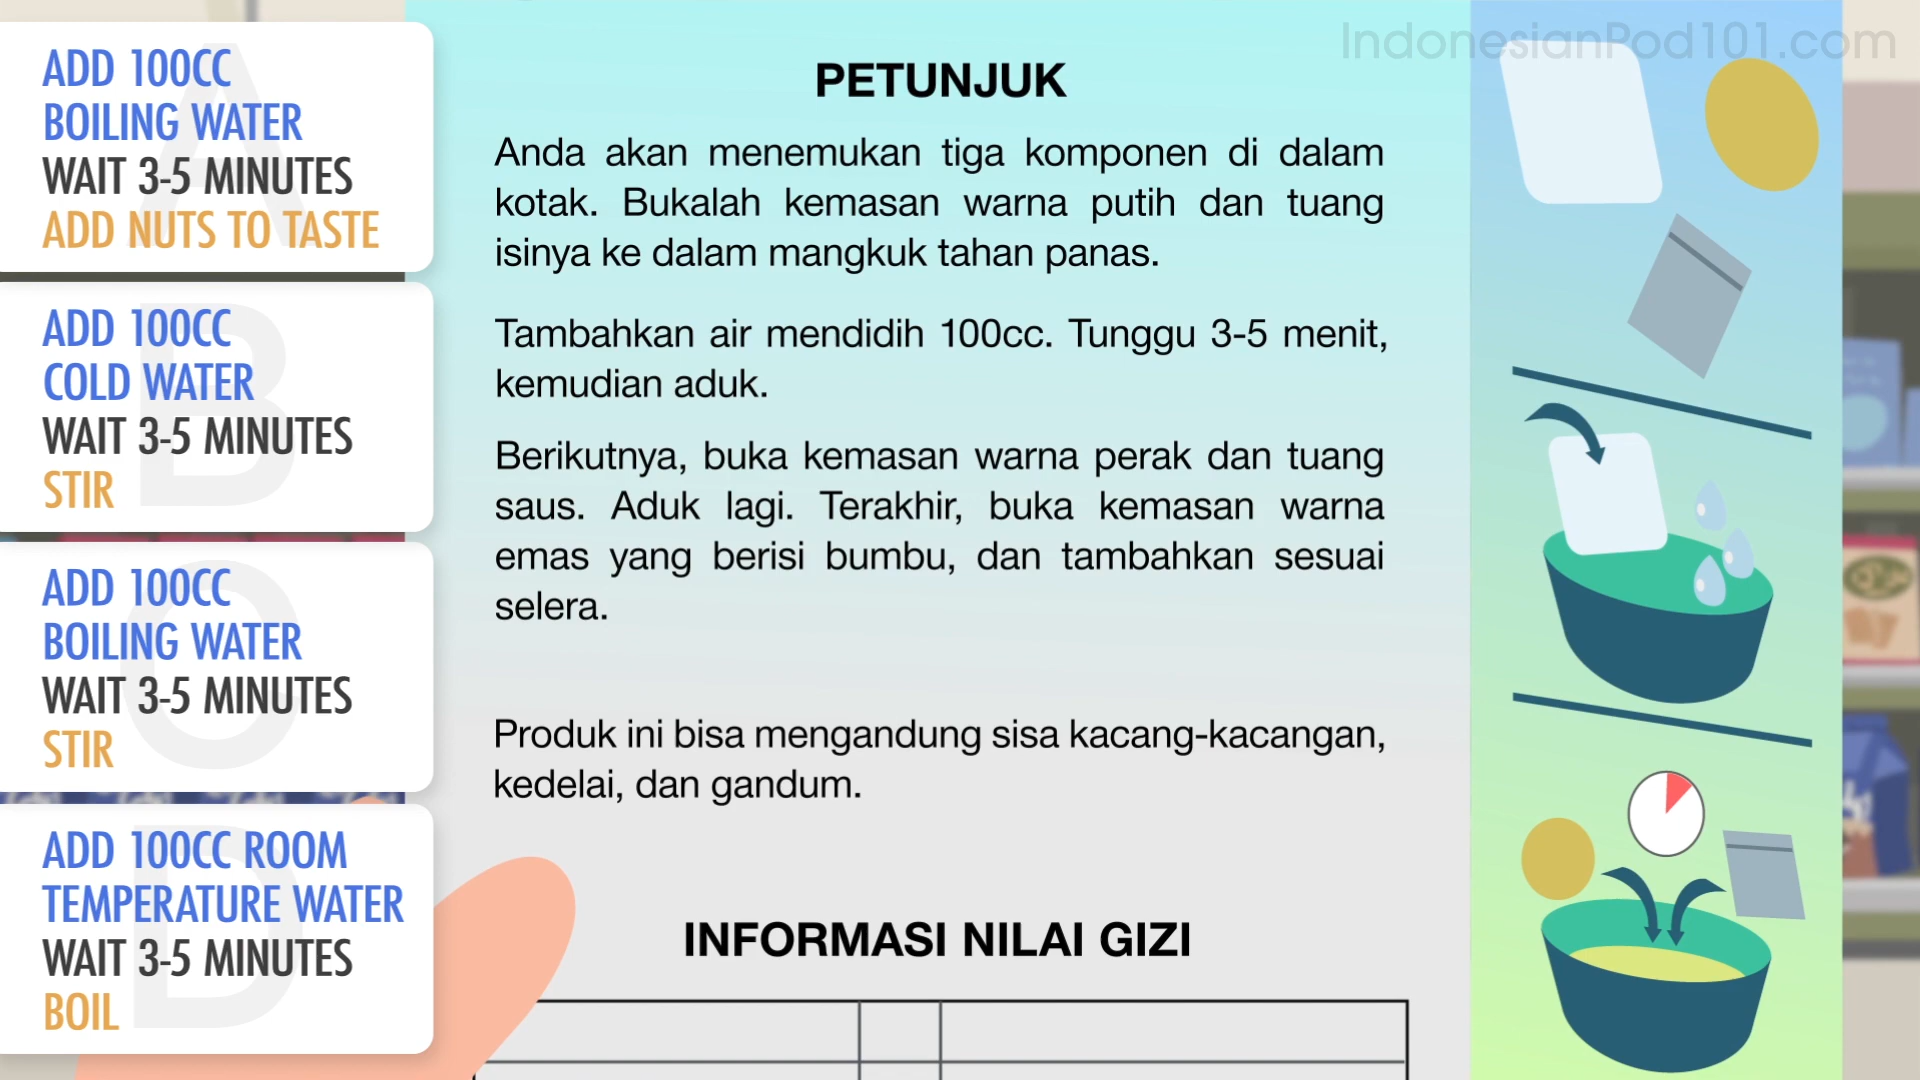 IndonesianPod101.com
ADD 100CC
BOILING WATER
WAIT 3-5 MINUTES
ADD NUTS TO TASTE
A
ADD 100CC
COLD WATER
WAIT 3-5 MINUTES
STIR
B
ADD 100CC
BOILING WATER
WAIT 3-5 MINUTES
STIR
C
ADD 100CC ROOM
TEMPERATURE WATER
WAIT 3-5 MINUTES
BOIL
D
PETUNJUK
Anda akan menemukan tiga komponen di dalam
kotak. Bukalah kemasan warna putih dan tuang
isinya ke dalam mangkuk tahan panas.
Tambahkan air mendidih 100cc. Tunggu 3-5 menit,
kemudian aduk.
Berikutnya, buka kemasan warna perak dan tuang
saus. Aduk lagi. Terakhir, buka kemasan warna
emas yang berisi bumbu, dan tambahkan sesuai
selera.
Produk ini bisa mengandung sisa kacang-kacangan,
kedelai, dan gandum.
INFORMASI NILAI GIZI